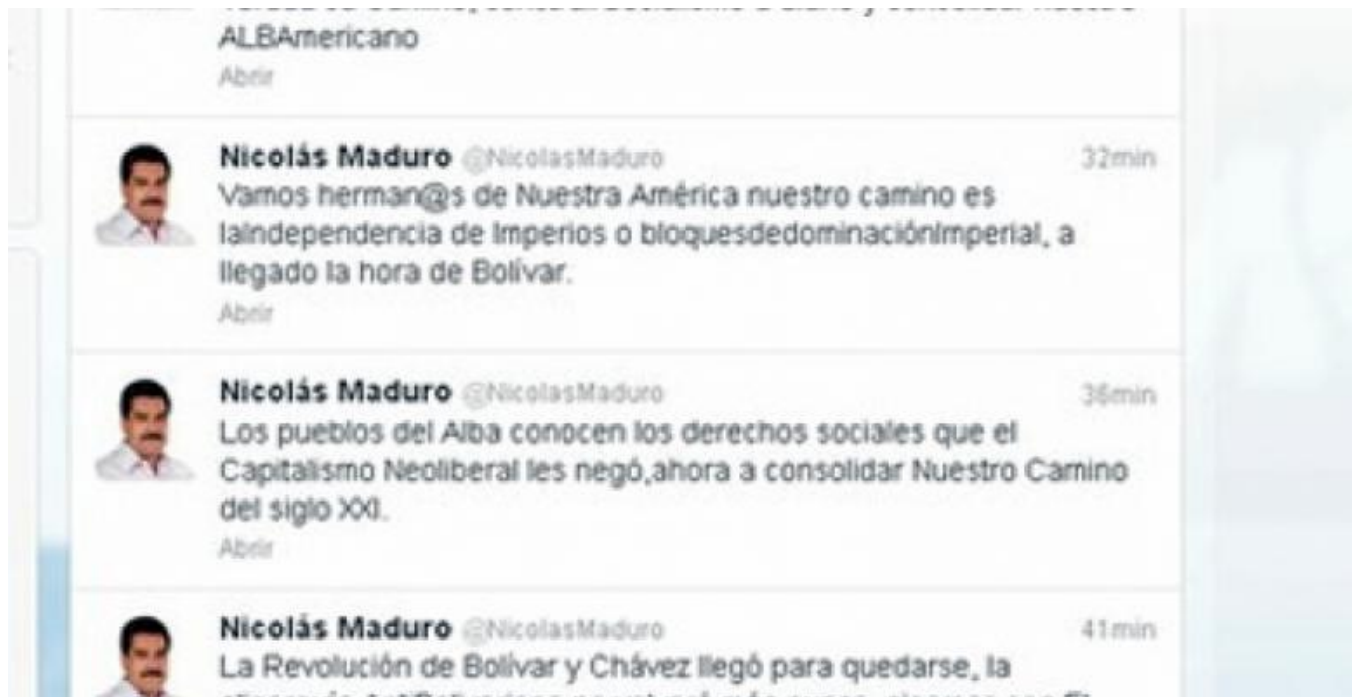 ALBAmericano
Abrir
Nicolás Maduro @NicolasMaduro 32min
Vamos herman@s de Nuestra América nuestro camino es
laIndependencia de Imperios o bloquesdedominaciónImperial, a
llegado la hora de Bolívar.
Abrir
Nicolás Maduro @NicolasMaduro 36min
Los pueblos del Alba conocen los derechos sociales que el
Capitalismo Neoliberal les negó,ahora a consolidar Nuestro Camino
del siglo XXI.
Abrir
Nicolás Maduro @NicolasMaduro 41min
La Revolución de Bolívar y Chávez llegó para quedarse, la